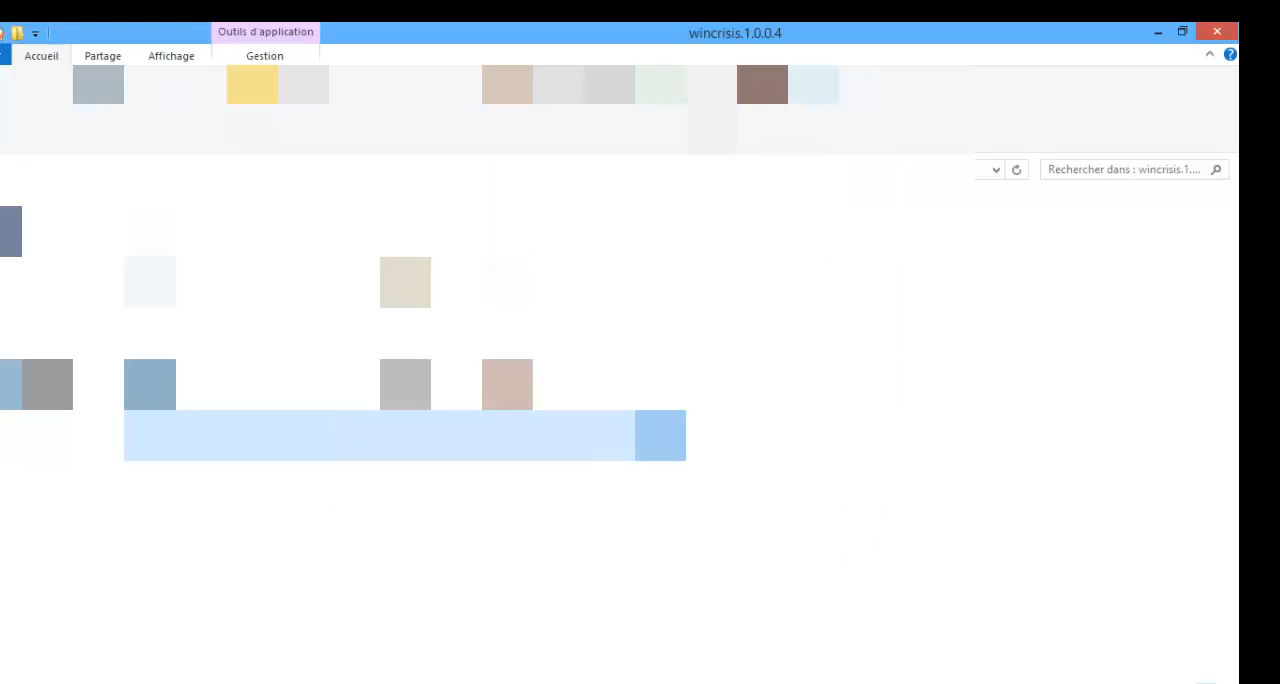 Outils d'application
wincrisis.1.0.0.4
Accueil
Partage
Affichage
Gestion
Rechercher dans : wincrisis.1....